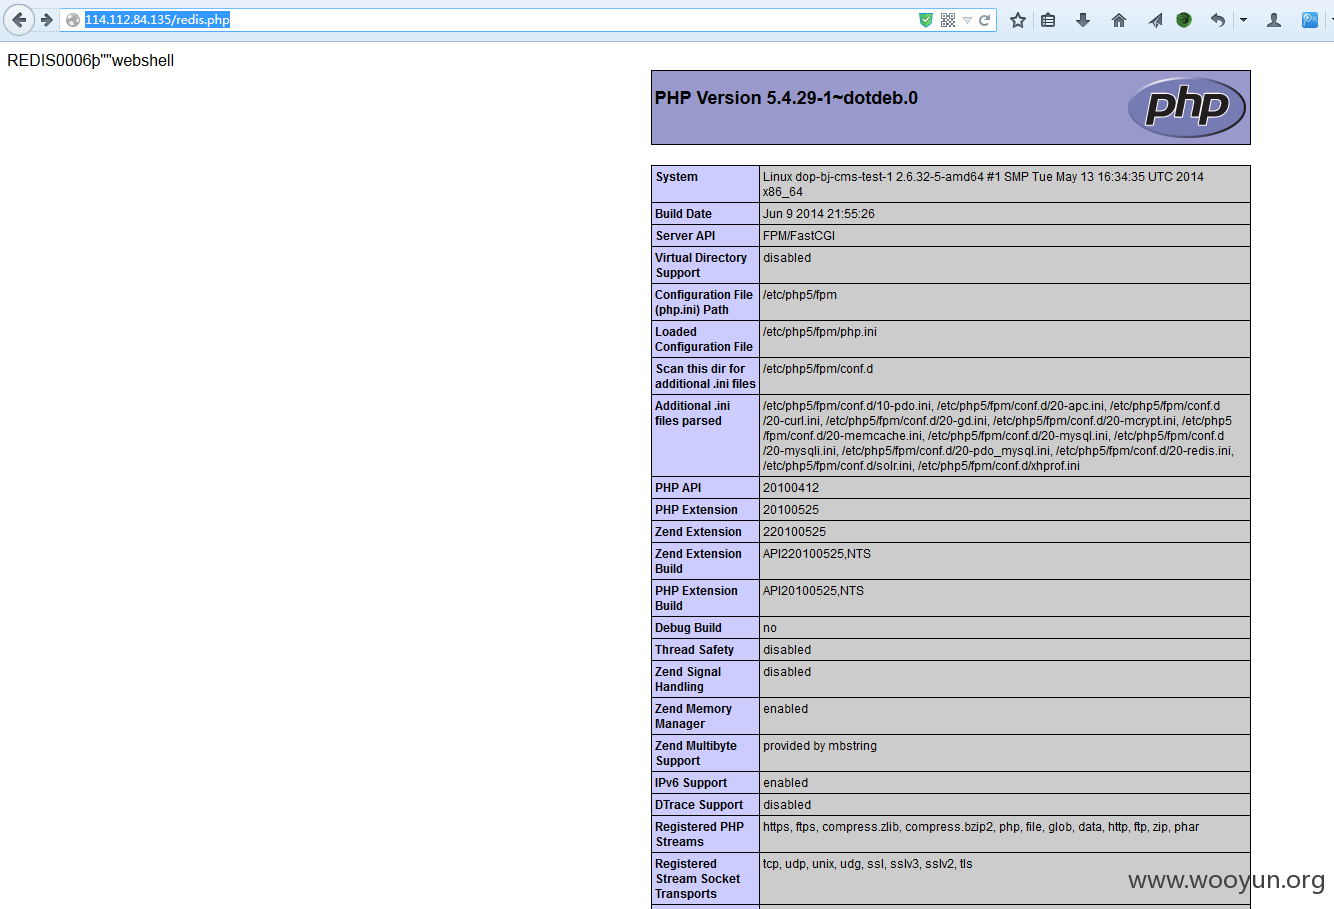 114.112.84.135/redis.php
REDIS0006þ""webshell
PHP Version 5.4.29-1~dotdeb.0
php
System
Linux dop-bj-cms-test-1 2.6.32-5-amd64 #1 SMP Tue May 13 16:34:35 UTC 2014
x86_64
Build Date
Jun 9 2014 21:55:26
Server API
FPM/FastCGI
Virtual Directory
Support
disabled
Configuration File
(php.ini) Path
/etc/php5/fpm
Loaded
Configuration File
/etc/php5/fpm/php.ini
Scan this dir for
additional .ini files
/etc/php5/fpm/conf.d
Additional .ini
files parsed
/etc/php5/fpm/conf.d/10-pdo.ini, /etc/php5/fpm/conf.d/20-apc.ini, /etc/php5/fpm/conf.d
/20-curl.ini, /etc/php5/fpm/conf.d/20-gd.ini, /etc/php5/fpm/conf.d/20-mcrypt.ini, /etc/php5
/fpm/conf.d/20-memcache.ini, /etc/php5/fpm/conf.d/20-mysql.ini, /etc/php5/fpm/conf.d
/20-mysqli.ini, /etc/php5/fpm/conf.d/20-pdo_mysql.ini, /etc/php5/fpm/conf.d/20-redis.ini,
/etc/php5/fpm/conf.d/solr.ini, /etc/php5/fpm/conf.d/xhprof.ini
PHP API
20100412
PHP Extension
20100525
Zend Extension
220100525
Zend Extension
Build
API220100525,NTS
PHP Extension
Build
API20100525,NTS
Debug Build
no
Thread Safety
disabled
Zend Signal
Handling
disabled
Zend Memory
Manager
enabled
Zend Multibyte
Support
provided by mbstring
IPv6 Support
enabled
DTrace Support
disabled
Registered PHP
Streams
https, ftps, compress.zlib, compress.bzip2, php, file, glob, data, http, ftp, zip, phar
Registered
Stream Socket
Transports
tcp, udp, unix, udg, ssl, sslv3, sslv2, tls
www.wooyun.org